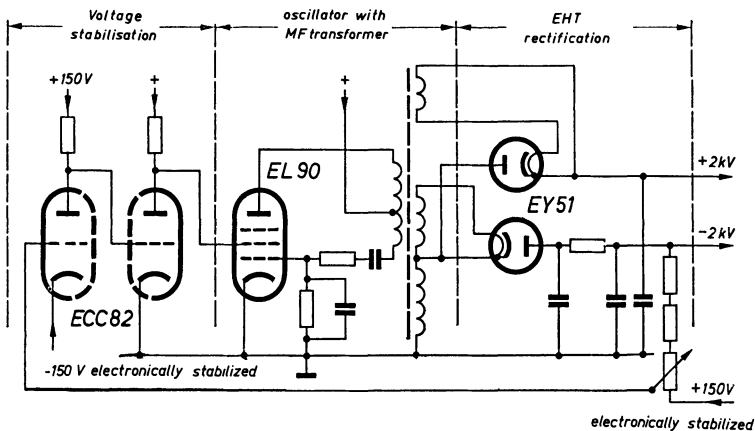 Voltage
stabilisation
oscillator with
MF transformer
EHT
rectification
+150V
+
+
EL 90
+2kV
EY51
-2kV
ECC82
-150 V electronically stabilized
+150V
electronically stabilized